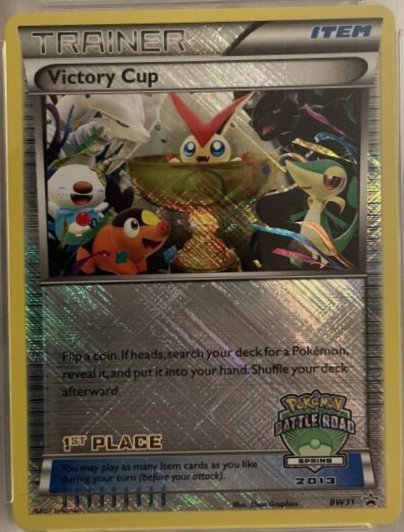 TRAINER
ITEM
Victory Cup
Flip a coin. If heads, search your deck for a Pokémon,
reveal it, and put it into your hand. Shuffle your deck
afterward.
Pokémon
BATTLE ROAD
SPRING
2013
1ST PLACE
You may play as many Item cards as you like
during your turn (before your attack).
Illus. Graphics
BW31